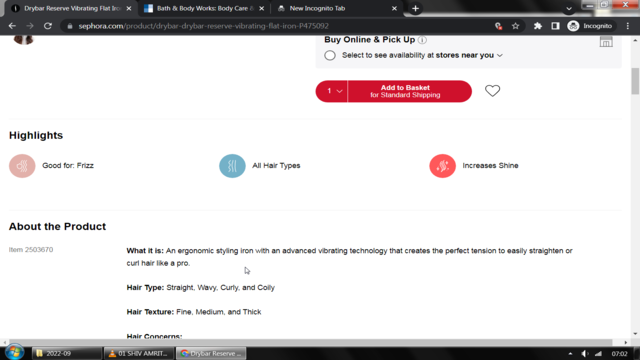 Drybar Reserve Vibrating Flat Iron
Bath & Body Works: Body Care &
New Incognito Tab
sephora.com/product/drybar-drybar-reserve-vibrating-flat-iron-P475092
Incognito
Buy Online & Pick Up
Select to see availability at stores near you
1
Add to Basket
for Standard Shipping
Highlights
Good for: Frizz
All Hair Types
Increases Shine
About the Product
Item 2503670
What it is: An ergonomic styling iron with an advanced vibrating technology that creates the perfect tension to easily straighten or
curl hair like a pro.
Hair Type: Straight, Wavy, Curly, and Coily
Hair Texture: Fine, Medium, and Thick
Hair Concerns:
2022-09
01 SHIV AMRIT...
Drybar Reserve ...
07:02